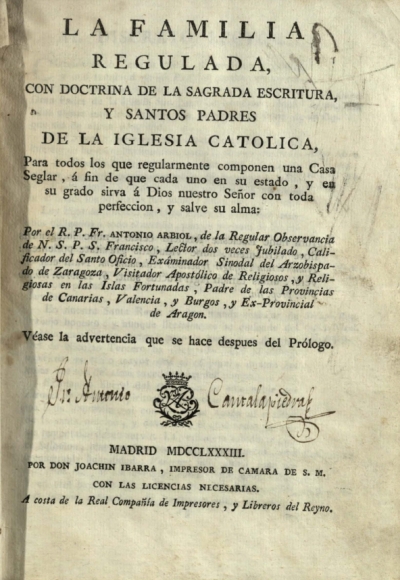 LA FAMILIA
REGULADA,
CON DOCTRINA DE LA SAGRADA ESCRITURA,
Y SANTOS PADRES
DE LA IGLESIA CATOLICA,
Para todos los que regularmente componen una Casa
Seglar, á fin de que cada uno en su estado, y en
su grado sirva á Dios nuestro Señor con toda
perfeccion, y salve su alma:
Por el R. P. Fr. ANTONIO ARBIOL, de la Regular Observancia
de N. S. P. S. Francisco, Lector dos veces Jubilado, Cali-
ficador del Santo Oficio, Exâminador Sinodal del Arzobispa-
do de Zaragoza, Visitador Apostólico de Religiosos, y Reli-
giosas en las Islas Fortunadas, Padre de las Provincias
de Canarias, Valencia, y Burgos, y Ex-Provincial
de Aragon.
Véase la advertencia que se hace despues del Prólogo.
Antonio Cantalapiedra
MADRID MDCCLXXXIII.
POR DON JOACHIN IBARRA, IMPRESOR DE CAMARA DE S. M.
CON LAS LICENCIAS NECESARIAS.
A costa de la Real Compañía de Impresores, y Libreros del Reyno.